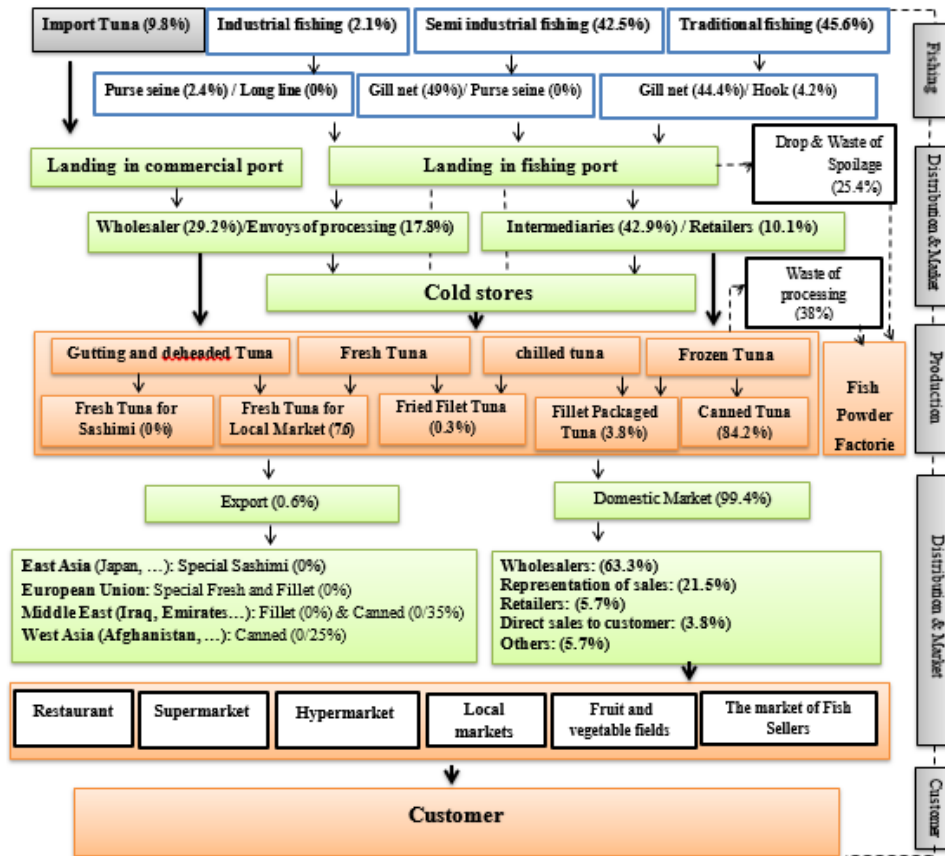 Import Tuna (9.8%)
Industrial fishing (2.1%)
Semi industrial fishing (42.5%)
Traditional fishing (45.6%)
Fishing
Purse seine (2.4%) / Long line (0%)
Gill net (49%)/ Purse seine (0%)
Gill net (44.4%)/ Hook (4.2%)
Landing in commercial port
Landing in fishing port
Drop & Waste of
Spoilage
(25.4%)
Distribution & Market
Wholesaler (29.2%)/Envoys of processing (17.8%)
Intermediaries (42.9%) / Retailers (10.1%)
Cold stores
Waste of
processing
(38%)
Gutting and deheaded Tuna
Fresh Tuna
chilled tuna
Frozen Tuna
Fresh Tuna for
Sashimi (0%)
Fresh Tuna for
Local Market (76
Fried Filet Tuna
(0.3%)
Fillet Packaged
Tuna (3.8%)
Canned Tuna
(84.2%)
Fish
Powder
Factorie
Production
Export (0.6%)
Domestic Market (99.4%)
East Asia (Japan, …): Special Sashimi (0%)
European Union: Special Fresh and Fillet (0%)
Middle East (Iraq, Emirates…): Fillet (0%) & Canned (0/35%)
West Asia (Afghanistan, …): Canned (0/25%)
Wholesalers: (63.3%)
Representation of sales: (21.5%)
Retailers: (5.7%)
Direct sales to customer: (3.8%)
Others: (5.7%)
Distribution & Market
Restaurant
Supermarket
Hypermarket
Local
markets
Fruit and
vegetable fields
The market of Fish
Sellers
Customer
Customer